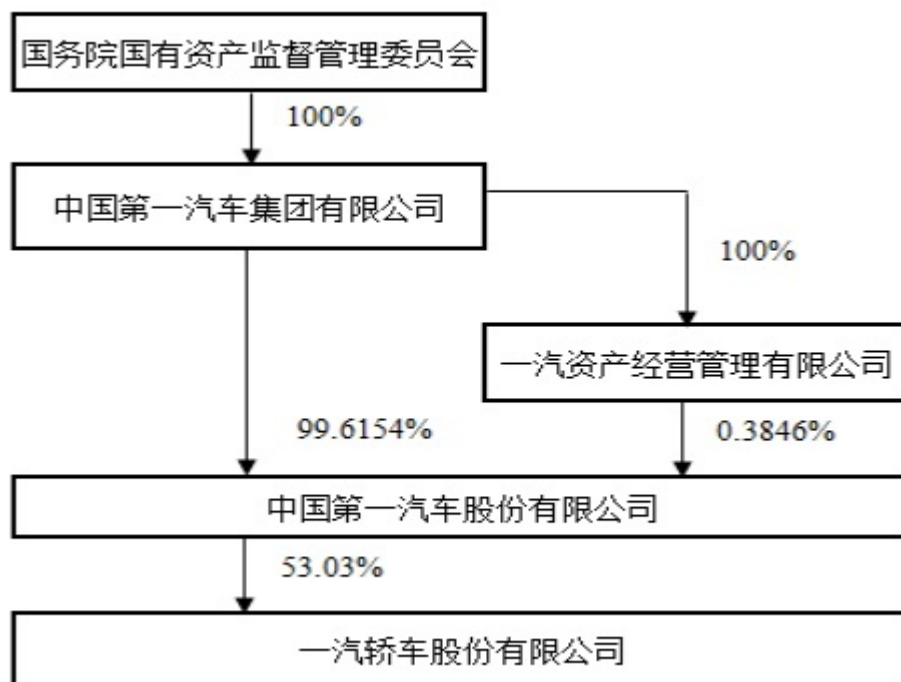 国务院国有资产监督管理委员会
100%
中国第一汽车集团有限公司
100%
一汽资产经营管理有限公司
99.6154%
0.3846%
中国第一汽车股份有限公司
53.03%
一汽轿车股份有限公司